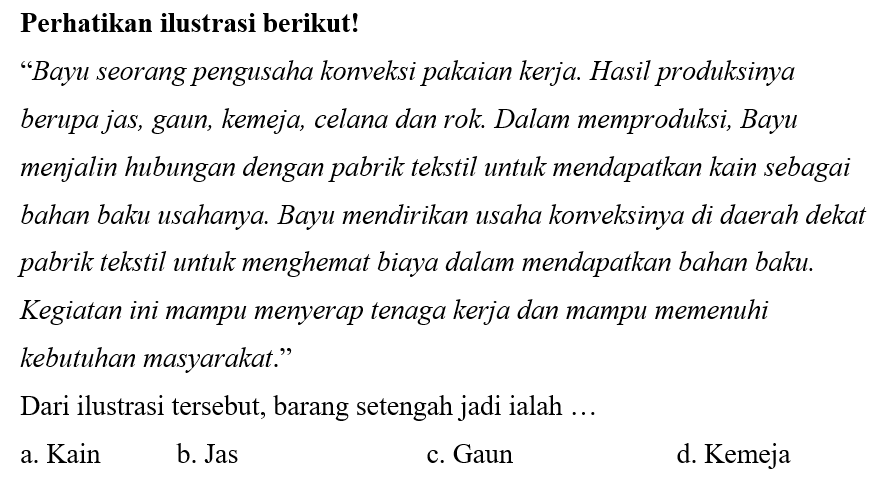 Perhatikan ilustrasi berikut!
“Bayu seorang pengusaha konveksi pakaian kerja. Hasil produksinya
berupa jas, gaun, kemeja, celana dan rok. Dalam memproduksi, Bayu
menjalin hubungan dengan pabrik tekstil untuk mendapatkan kain sebagai
bahan baku usahanya. Bayu mendirikan usaha konveksinya di daerah dekat
pabrik tekstil untuk menghemat biaya dalam mendapatkan bahan baku.
Kegiatan ini mampu menyerap tenaga kerja dan mampu memenuhi
kebutuhan masyarakat.”
Dari ilustrasi tersebut, barang setengah jadi ialah …
a. Kain b. Jas c. Gaun d. Kemeja